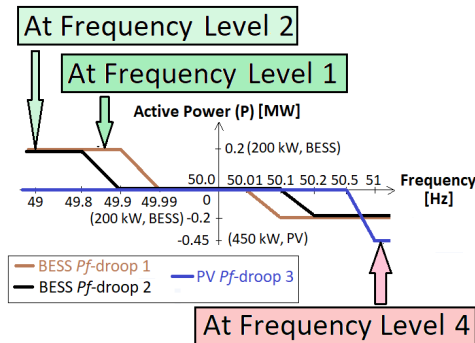 At Frequency Level 2
At Frequency Level 1
Active Power (P) [MW]
0.2 (200 kW, BESS)
50.0 50.01 50.1 50.2 50.5 51 Frequency
[Hz]
49 49.8 49.9 49.99 0
(200 kW, BESS) -0.2
-0.45 (450 kW, PV)
BESS Pf-droop 1
BESS Pf-droop 2
PV Pf-droop 3
At Frequency Level 4